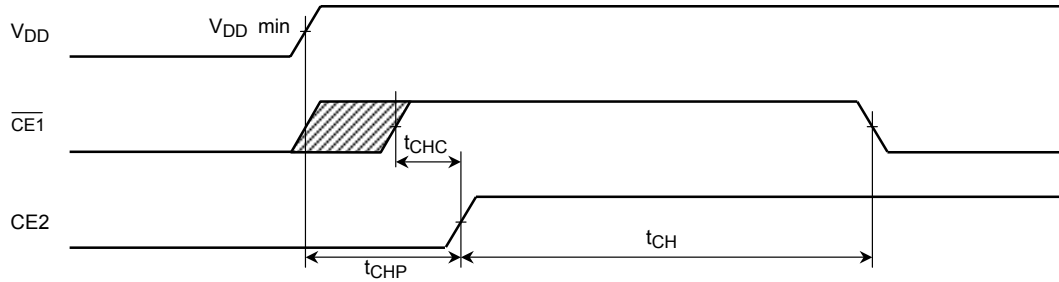 VDD
VDD min
CE1
tCHC
CE2
tCHP
tCH